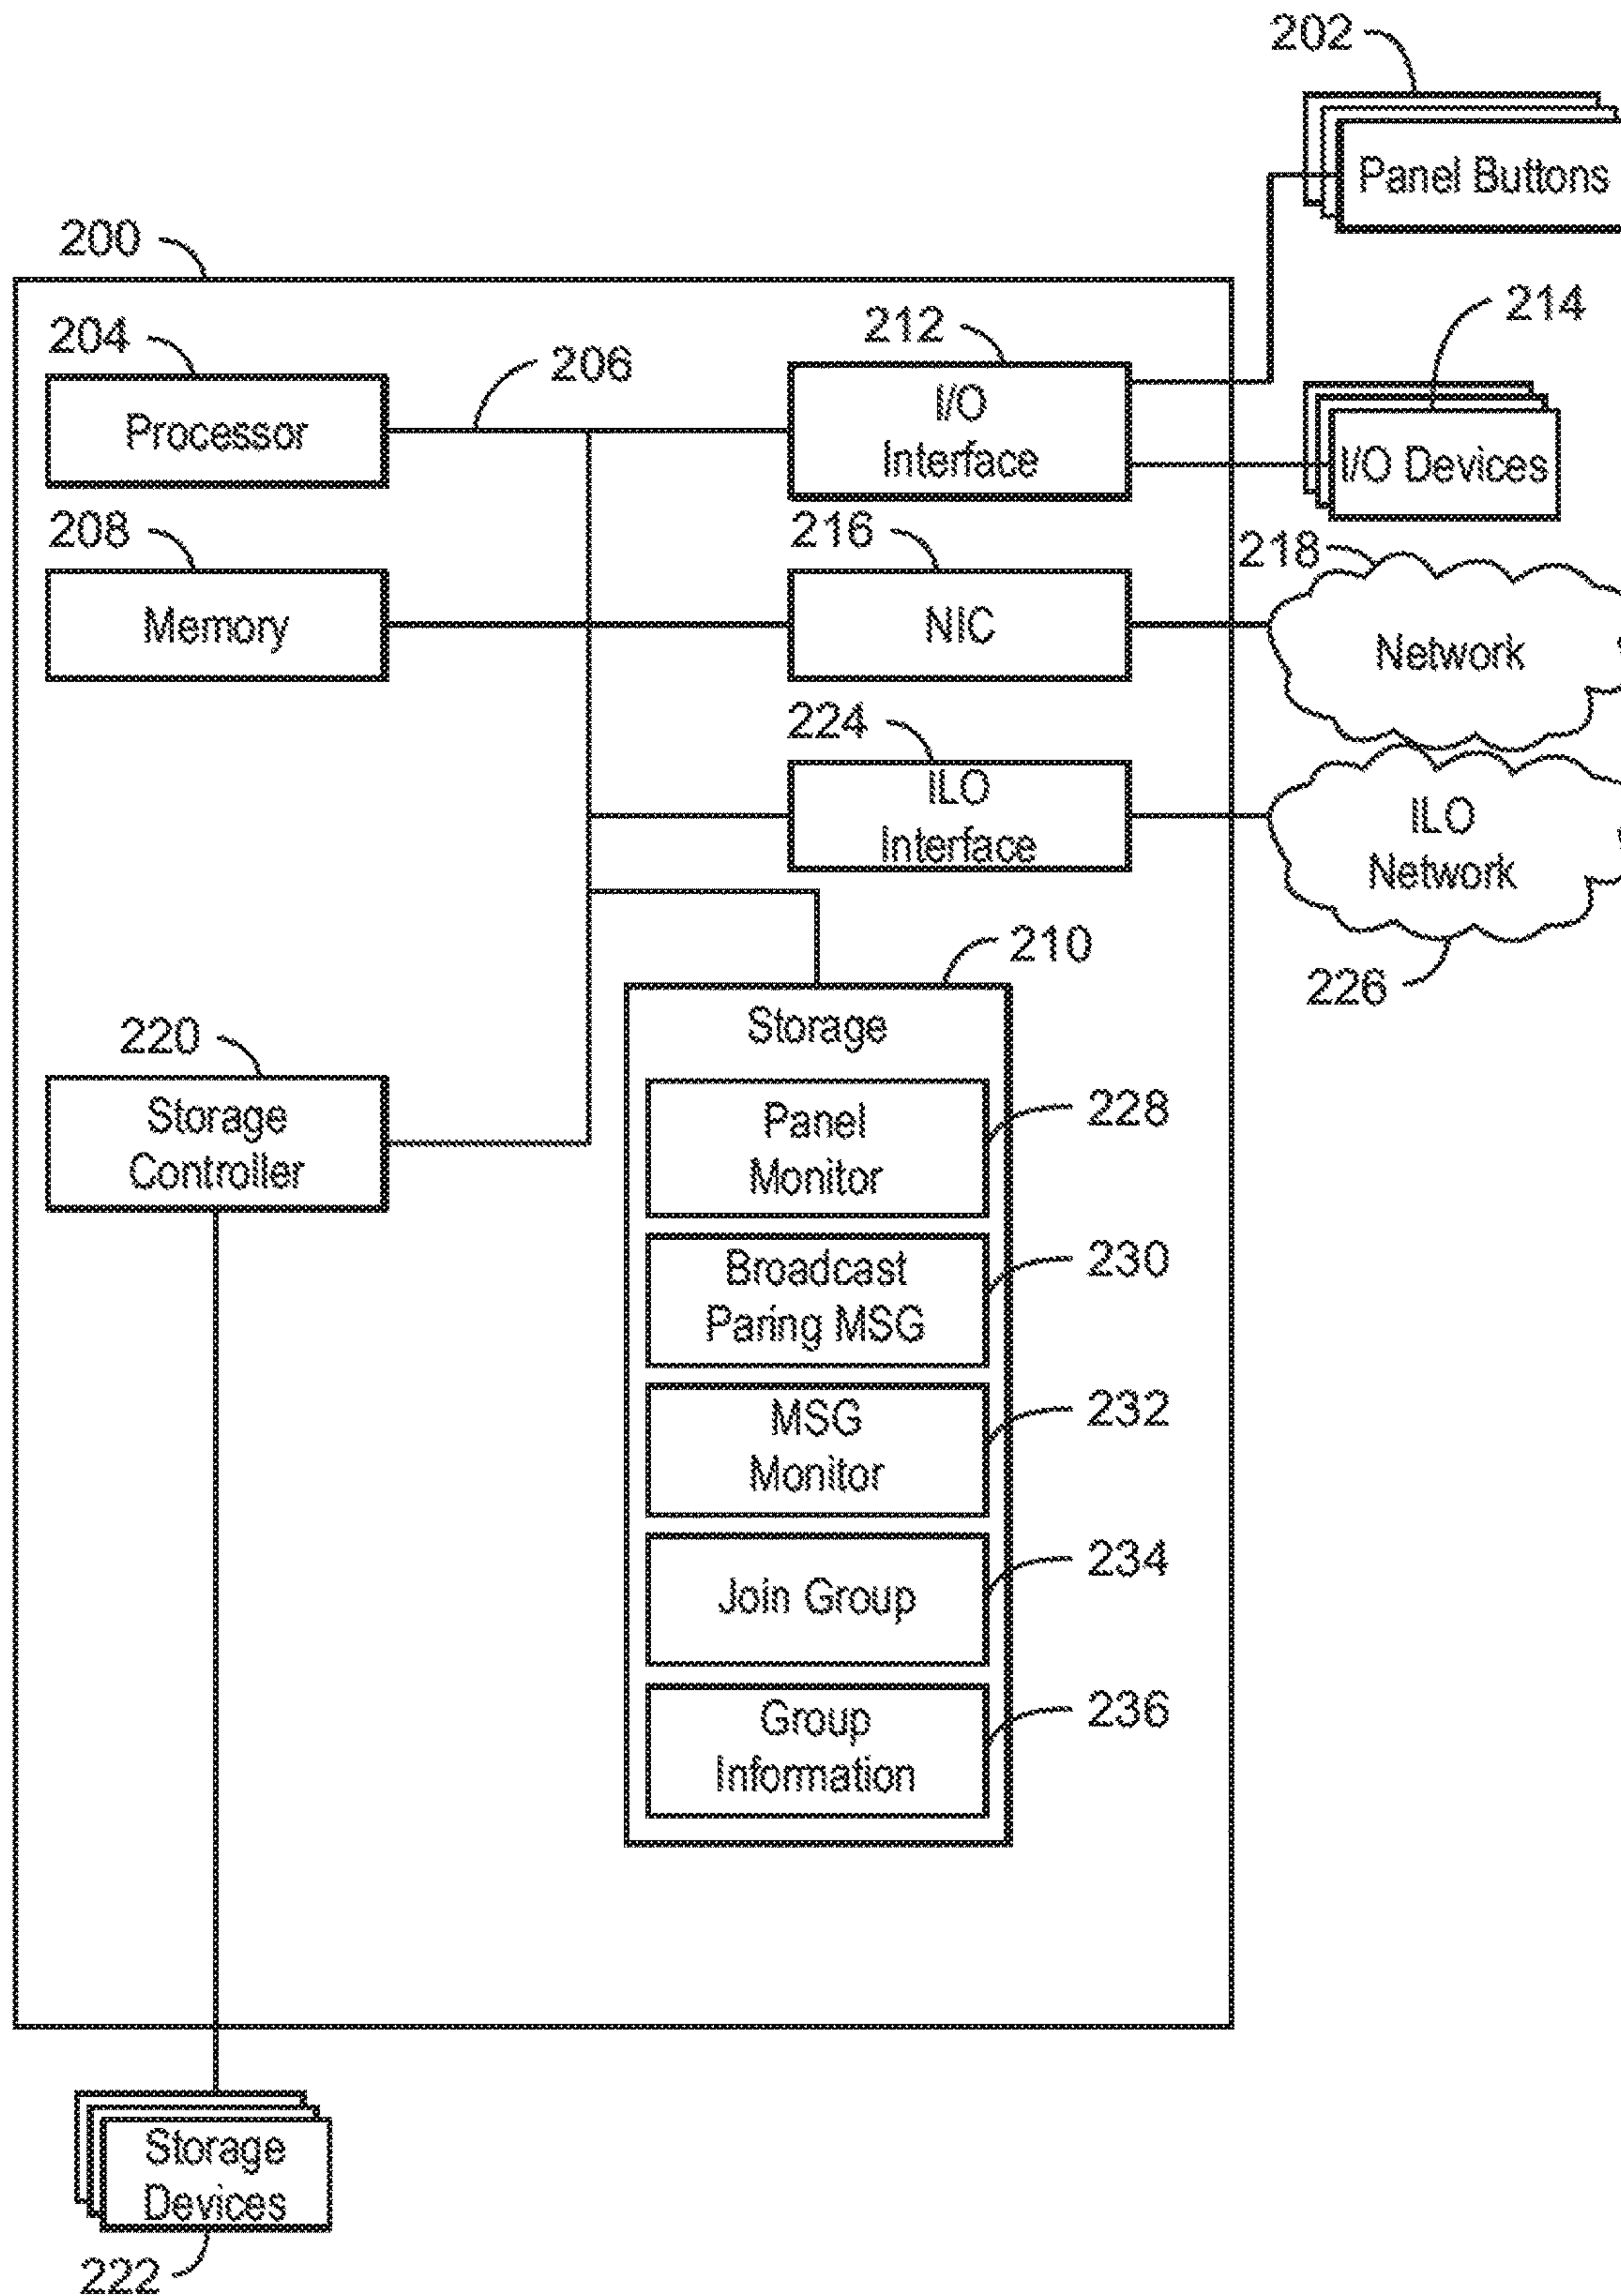 202
Panel Buttons
200
214
204
212
206
Processor
I/O
Interface
I/O Devices
208
216
218
Memory
NIC
Network
224
ILO
Interface
ILO
Network
210
226
Storage
220
Storage
Controller
Panel
Monitor
228
Broadcast
Paring MSG
230
MSG
Monitor
232
Join Group
234
Group
Information
236
Storage
Devices
222